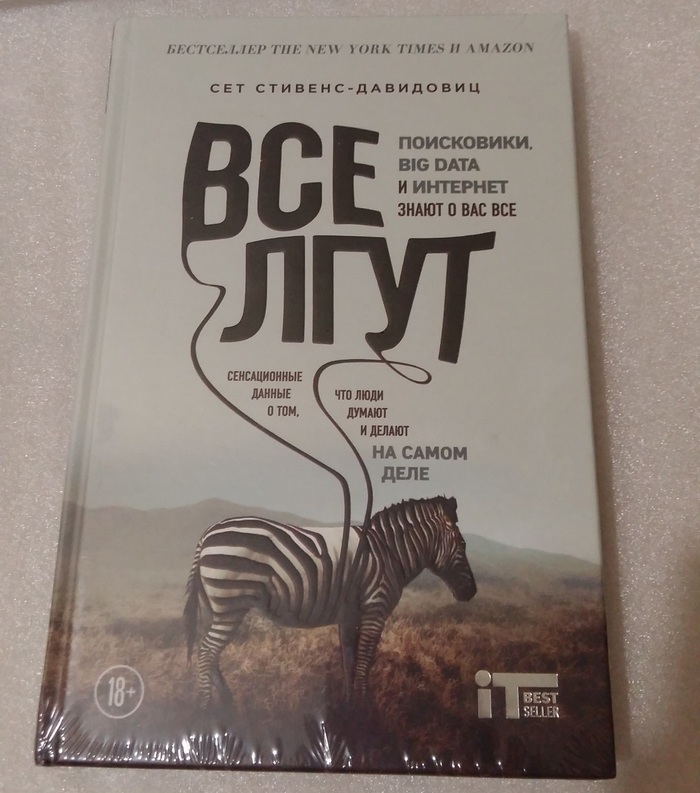 БЕСТСЕЛЛЕР THE NEW YORK TIMES И AMAZON
СЕТ СТИВЕНС-ДАВИДОВИЦ
ВСЕ
ЛГУТ
ПОИСКОВИКИ,
BIG DATA
И ИНТЕРНЕТ
ЗНАЮТ О ВАС ВСЕ
СЕНСАЦИОННЫЕ
ДАННЫЕ
О ТОМ,
ЧТО ЛЮДИ
ДУМАЮТ
И ДЕЛАЮТ
НА САМОМ
ДЕЛЕ
18+
iT BEST
SELLER